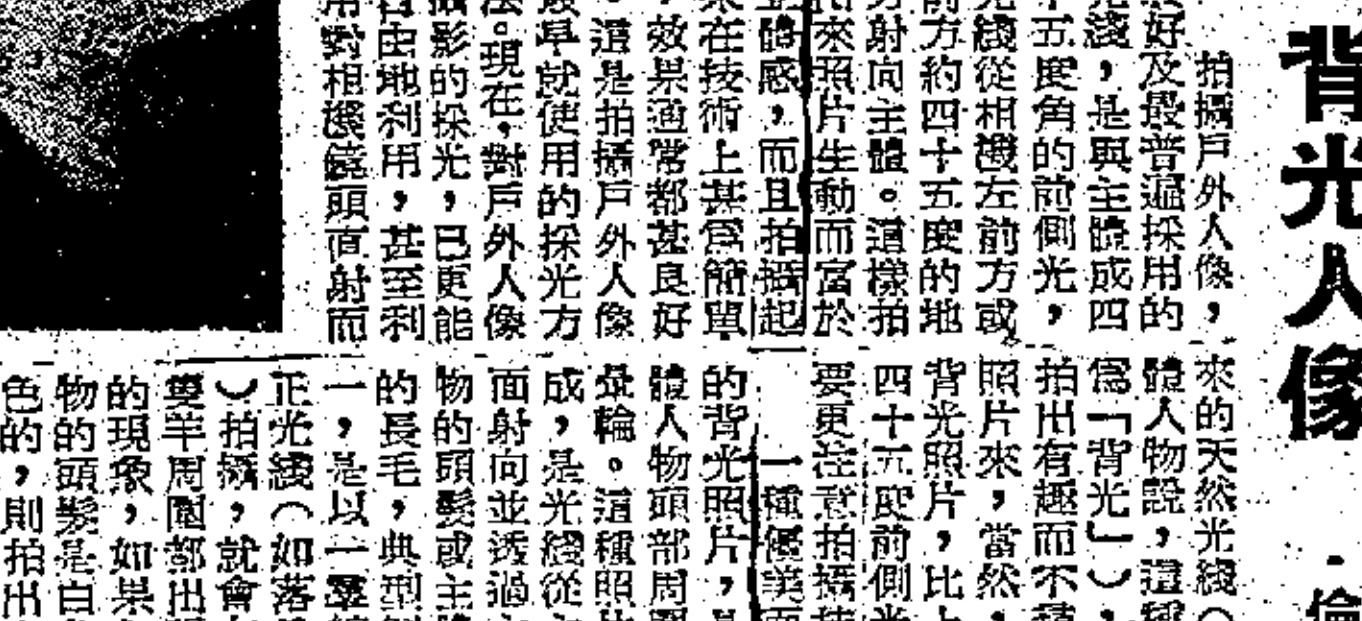 背光人像
・倫
拍攝戶外人像，
好及最普遍採用的
光綫，是與主體成四
十五度角的前側光，
光綫從相機左前方或
前方約四十五度的地
方射向主體。這樣拍
來照片生動而富於
立體感，而且拍攝起
來在技術上甚爲簡單
，效果通常都甚良好
。這是拍攝戶外人像
最早就使用的採光方
法。現在，對戶外人像
攝影的採光，已更能
自由地利用，甚至利
用對相機鏡頭直射而
來的天然光綫（
體人物說，這種
爲「背光」），
拍出有趣而不
照片來，當然，
背光照片，比
四十五度前側光
要更注意拍攝技
一種優美而
的背光照片，
體人物頭部周圍
暈輪。這種照片
成，是光綫從
面射向並透過
物的頭髮或主
的長毛，典型
一，是以一羣
正光綫（如落
）拍攝，就會
隻羊周圍都出現
的現象，如果
物的頭髮是白
色的，則拍出